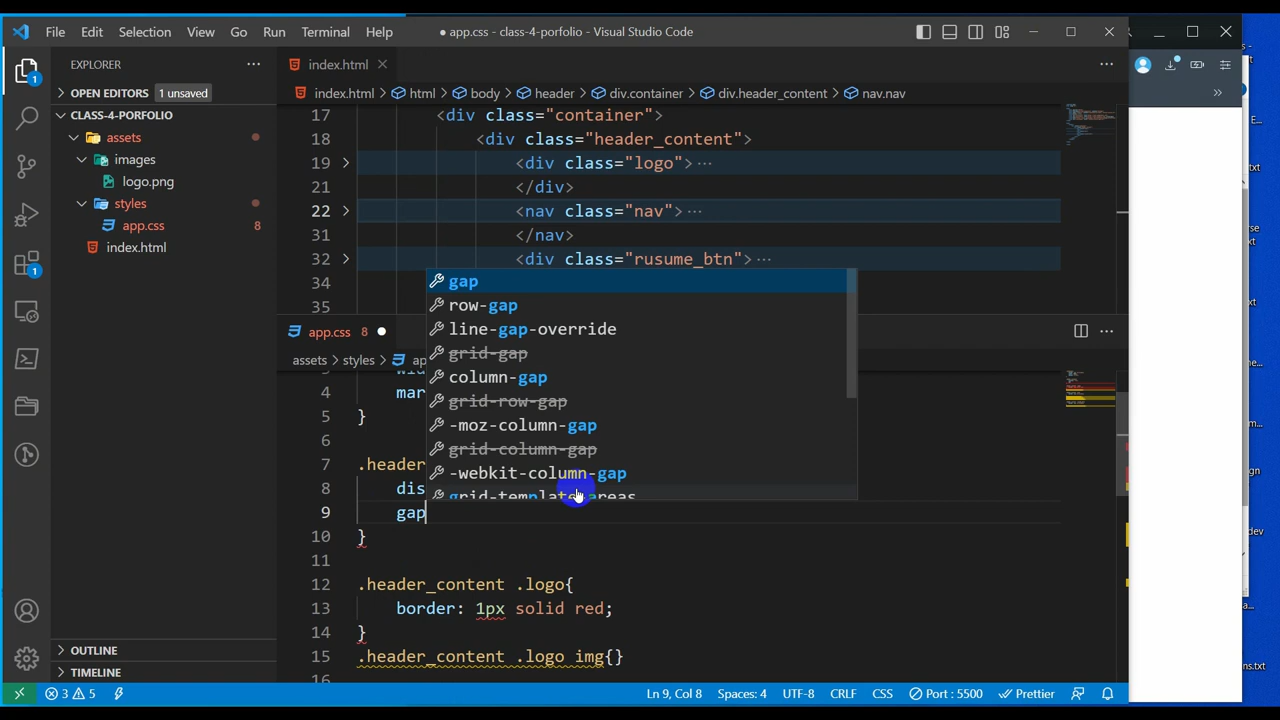 File Edit Selection View Go Run Terminal Help ● app.css - class-4-porfolio - Visual Studio Code
EXPLORER
OPEN EDITORS 1 unsaved
CLASS-4-PORFOLIO
assets
images
logo.png
styles
app.css 8
index.html
OUTLINE
TIMELINE
index.html
index.html > html > body > header > div.container > div.header_content > nav.nav
17 <div class="container">
18 <div class="header_content">
19 <div class="logo"> ···
21 </div>
22 <nav class="nav"> ···
31 </nav>
32 <div class="rusume_btn"> ···
34
35
gap
row-gap
line-gap-override
grid-gap
column-gap
grid-row-gap
-moz-column-gap
grid-column-gap
-webkit-column-gap
grid-template-areas
app.css 8 ●
assets > styles > ap
wid
4 mar
5 }
6
7 .header
8 dis
9 gap
10 }
11
12 .header_content .logo{
13 border: 1px solid red;
14 }
15 .header_content .logo img{}
16
3 5 Ln 9, Col 8 Spaces: 4 UTF-8 CRLF CSS Port : 5500 Prettier